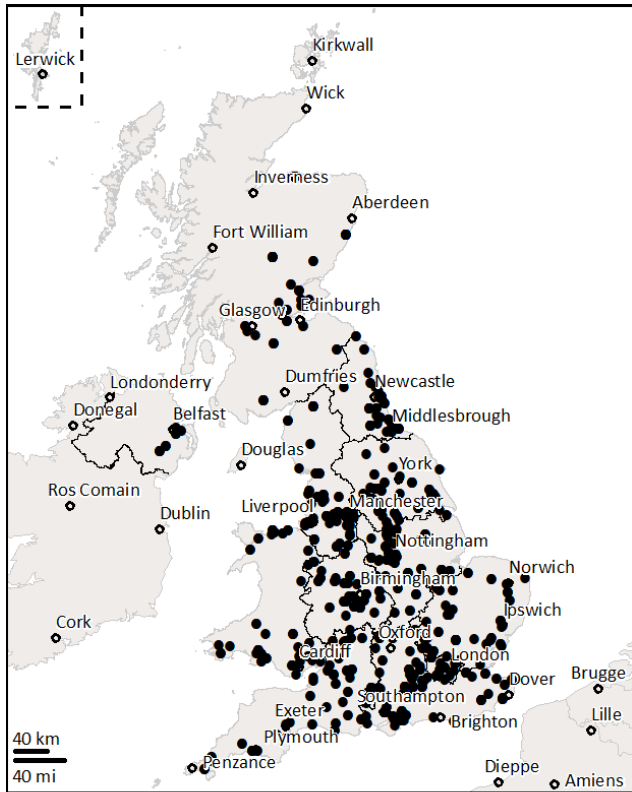 Kirkwall
Lerwick
Wick
Inverness
Aberdeen
Fort William
Glasgow
Edinburgh
Londonderry
Dumfries
Newcastle
Donegal
Belfast
Middlesbrough
Douglas
York
Ros Comain
Liverpool
Manchester
Dublin
Nottingham
Norwich
Birmingham
Ipswich
Cork
Oxford
Cardiff
London
Dover
Brugge
Southampton
Exeter
Brighton
Lille
Plymouth
40 km
40 mi
Penzance
Dieppe
Amiens